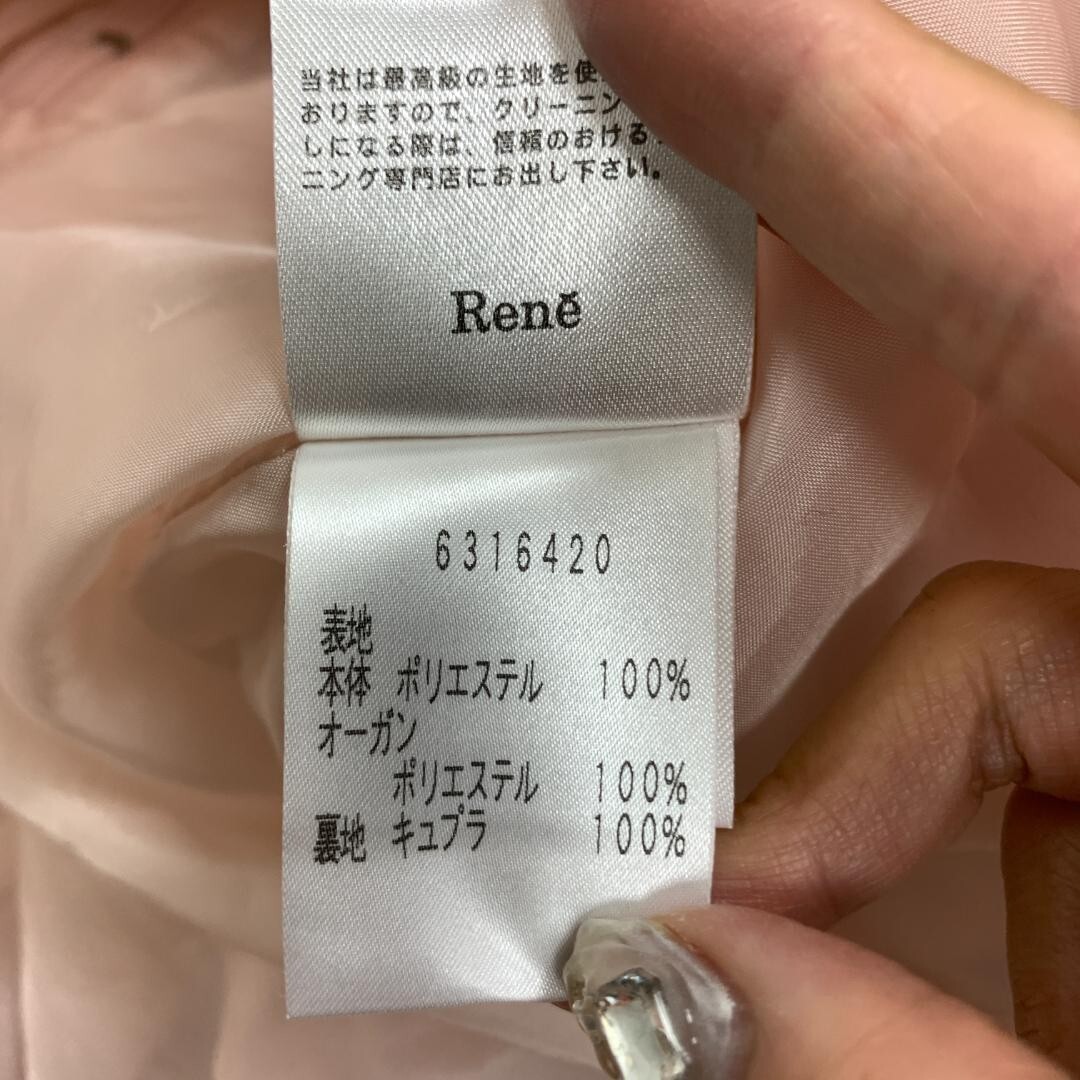 当社は最高級の生地を使
おりますので、クリーニン
しになる際は、信頼のおける
ニング専門店にお出し下さい。
René
6316420
表地
本体 ポリエステル 100%
オーガン
ポリエステル 100%
裏地 キュプラ 100%